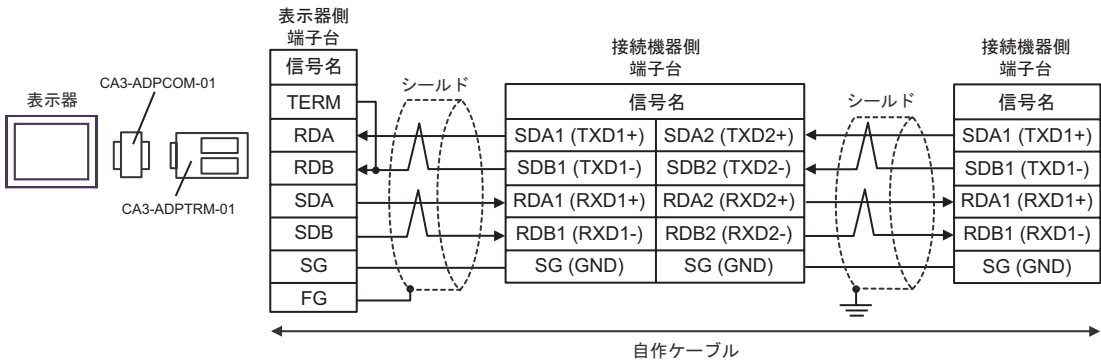 表示器
CA3-ADPCOM-01
CA3-ADPTRM-01
表示器側
端子台
信号名
TERM
RDA
RDB
SDA
SDB
SG
FG
シールド
接続機器側
端子台
信号名
SDA1 (TXD1+) SDA2 (TXD2+)
SDB1 (TXD1-) SDB2 (TXD2-)
RDA1 (RXD1+) RDA2 (RXD2+)
RDB1 (RXD1-) RDB2 (RXD2-)
SG (GND) SG (GND)
シールド
接続機器側
端子台
信号名
SDA1 (TXD1+)
SDB1 (TXD1-)
RDA1 (RXD1+)
RDB1 (RXD1-)
SG (GND)
自作ケーブル